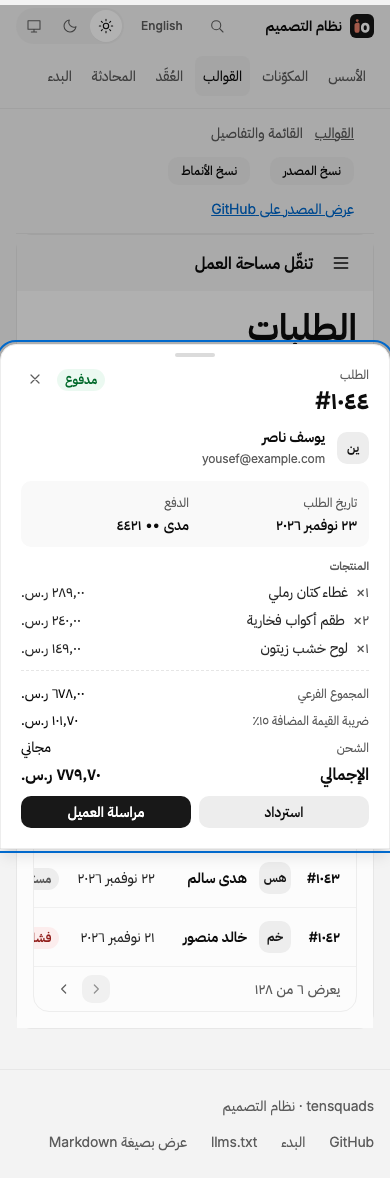 نظام التصميم
English
الأسس المكوّنات القوالب العُقَد المحادثة البدء
القوالب القائمة والتفاصيل
نسخ المصدر نسخ الأنماط
عرض المصدر على GitHub
تنقّل مساحة العمل
الطلبات
الطلب
#١٠٤٤
مدفوع
ين
يوسف ناصر
yousef@example.com
تاريخ الطلب الدفع
٢٣ نوفمبر ٢٠٢٦ مدى •• ٤٤٢١
المنتجات
١× غطاء كتان رملي ٢٨٩,٠٠ ر.س.
٢× طقم أكواب فخارية ٢٤٠,٠٠ ر.س.
١× لوح خشب زيتون ١٤٩,٠٠ ر.س.
المجموع الفرعي ٦٧٨,٠٠ ر.س.
ضريبة القيمة المضافة ١٥٪ ١٠١,٧٠ ر.س.
الشحن مجاني
الإجمالي ٧٧٩,٧٠ ر.س.
استرداد مراسلة العميل
#١٠٤٣ هس هدى سالم ٢٢ نوفمبر ٢٠٢٦
#١٠٤٢ خم خالد منصور ٢١ نوفمبر ٢٠٢٦
يعرض ٦ من ١٢٨
tensquads · نظام التصميم
GitHub البدء llms.txt عرض بصيغة Markdown